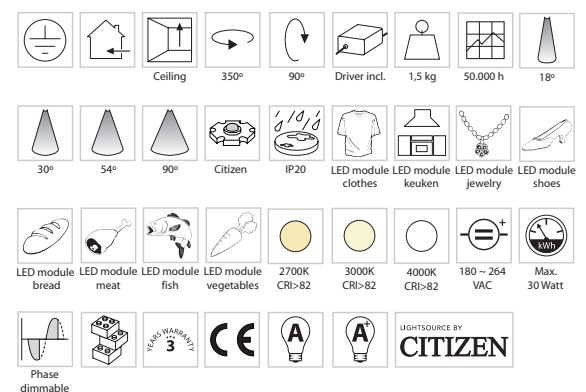 Ceiling 350º 90º Driver incl. 1,5 kg 50.000 h 18º
30º 54º 90º Citizen IP20 LED module clothes LED module keuken LED module jewelry LED module shoes
LED module bread LED module meat LED module fish LED module vegetables 2700K CRI>82 3000K CRI>82 4000K CRI>82 180 ~ 264 VAC kWh Max. 30 Watt
Phase dimmable YEARS WARRANTY 3 CE A A+ LIGHTSOURCE BY CITIZEN